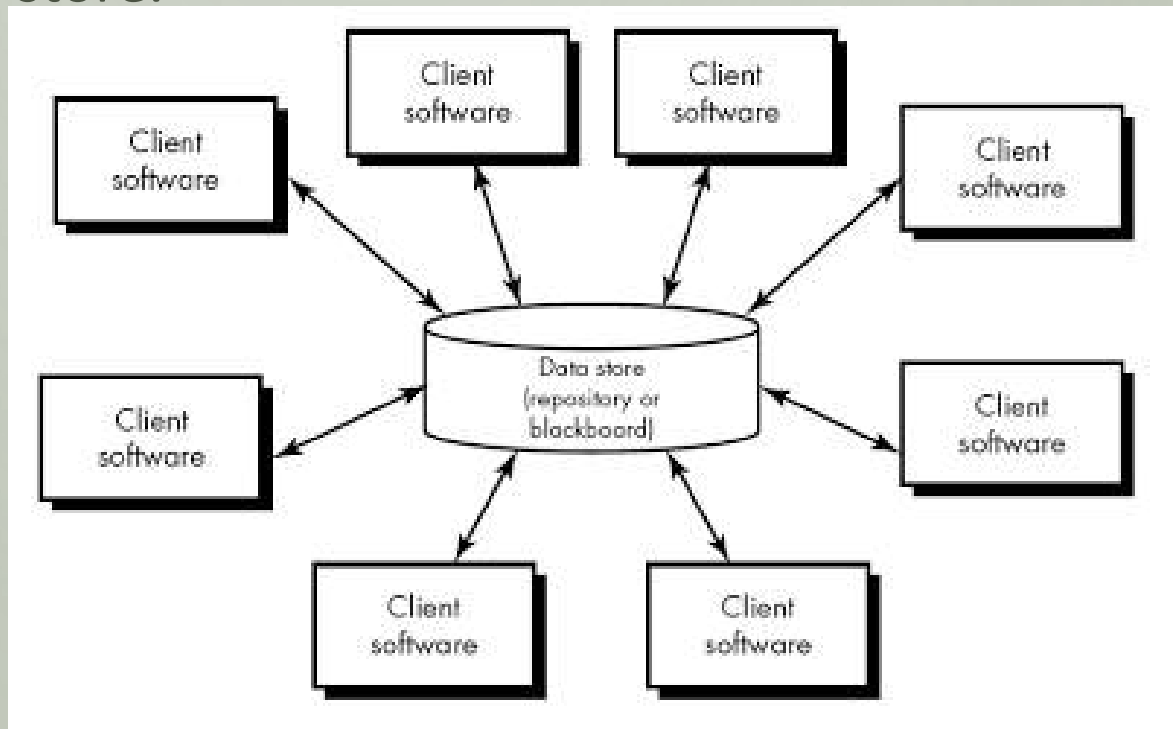 store.
Client
software
Client
software
Client
software
Client
software
Data store
(repository or
blackboard)
Client
software
Client
software
Client
software
Client
software